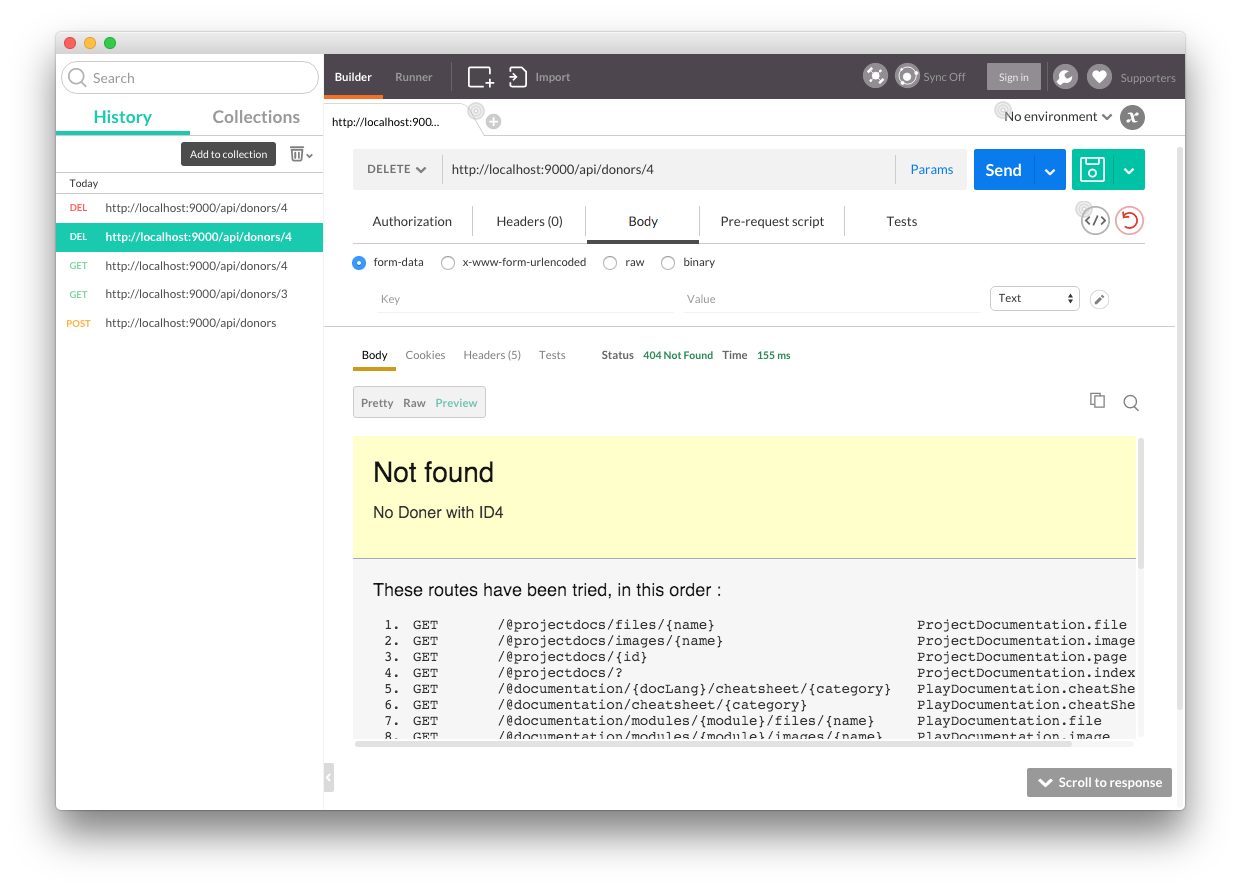 Search
History Collections
Add to collection
Today
DEL http://localhost:9000/api/donors/4
DEL http://localhost:9000/api/donors/4
GET http://localhost:9000/api/donors/4
GET http://localhost:9000/api/donors/3
POST http://localhost:9000/api/donors
Builder Runner Import Sync Off Sign in Supporters
http://localhost:900... No environment
DELETE http://localhost:9000/api/donors/4 Params Send
Authorization Headers (0) Body Pre-request script Tests
form-data x-www-form-urlencoded raw binary
Key Value Text
Body Cookies Headers (5) Tests Status 404 Not Found Time 155 ms
Pretty Raw Preview
Not found
No Doner with ID4
These routes have been tried, in this order :
1. GET /@projectdocs/files/{name} ProjectDocumentation.file
2. GET /@projectdocs/images/{name} ProjectDocumentation.image
3. GET /@projectdocs/{id} ProjectDocumentation.page
4. GET /@projectdocs/? ProjectDocumentation.index
5. GET /@documentation/{docLang}/cheatsheet/{category} PlayDocumentation.cheatShe
6. GET /@documentation/cheatsheet/{category} PlayDocumentation.cheatShe
7. GET /@documentation/modules/{module}/files/{name} PlayDocumentation.file
8. GET /@documentation/modules/{module}/images/{name} PlayDocumentation.image
Scroll to response